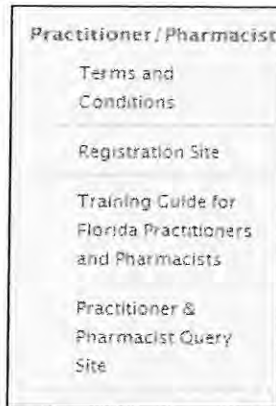 Practitioner/Pharmacist
Terms and
Conditions
Registration Site
Training Guide for
Florida Practitioners
and Pharmacists
Practitioner &
Pharmacist Query
Site